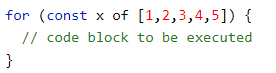 for (const x of [1,2,3,4,5]) {
  // code block to be executed
}